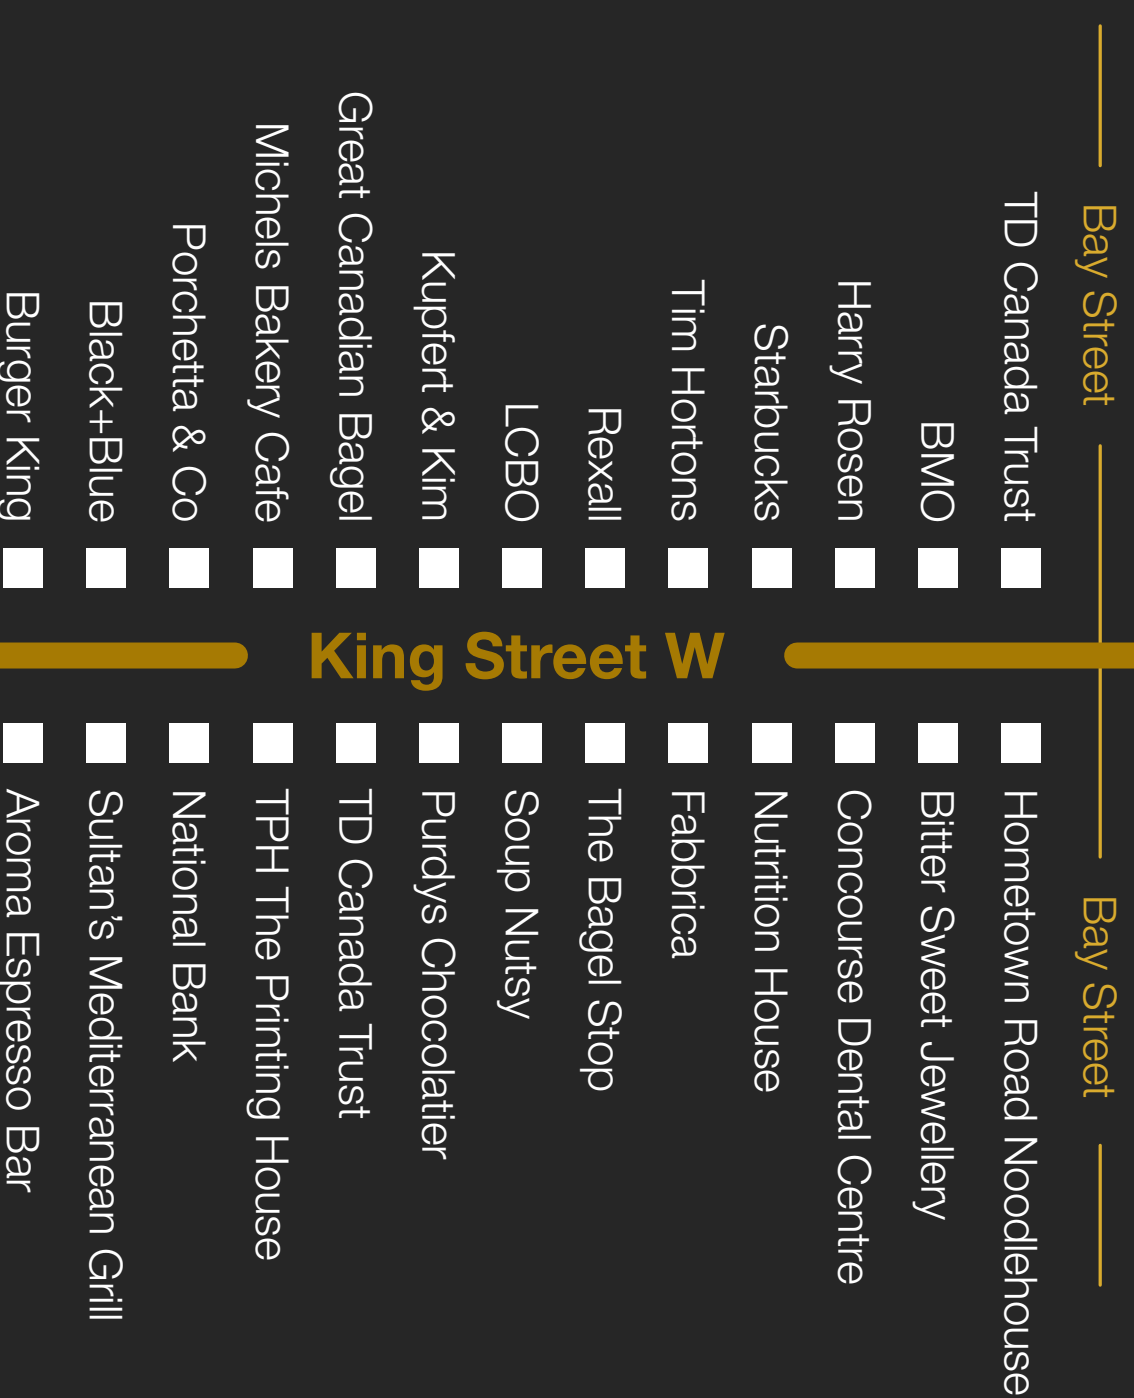 Burger King
Black+Blue
Porchetta & Co
Michels Bakery Cafe
Great Canadian Bagel
Kupfert & Kim
LCBO
Rexall
Tim Hortons
Starbucks
Harry Rosen
BMO
TD Canada Trust
Bay Street
King Street W
Aroma Espresso Bar
Sultan’s Mediterranean Grill
National Bank
TPH The Printing House
TD Canada Trust
Purdys Chocolatier
Soup Nutsy
The Bagel Stop
Fabbrica
Nutrition House
Concourse Dental Centre
Bitter Sweet Jewellery
Hometown Road Noodlehouse
Bay Street